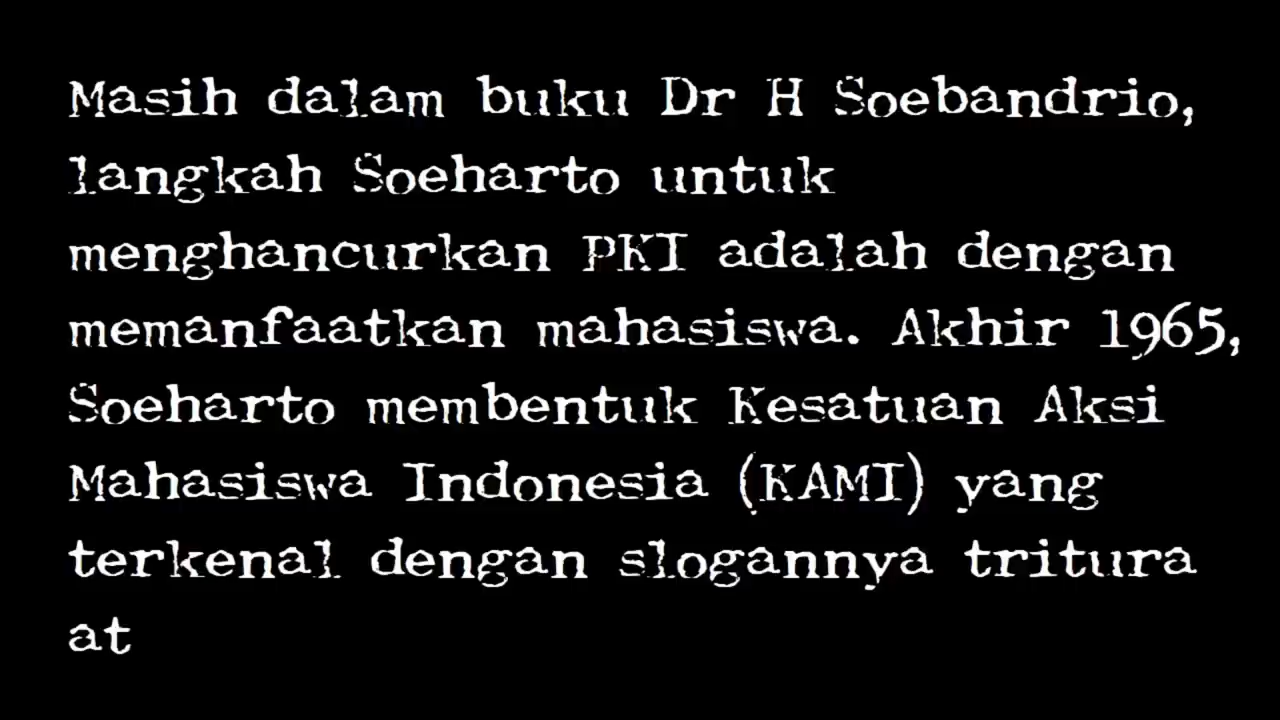 Masih dalam buku Dr H Soebandrio,
langkah Soeharto untuk
menghancurkan PKI adalah dengan
memanfaatkan mahasiswa. Akhir 1965,
Soeharto membentuk Kesatuan Aksi
Mahasiswa Indonesia (KAMI) yang
terkenal dengan slogannya tritura
at